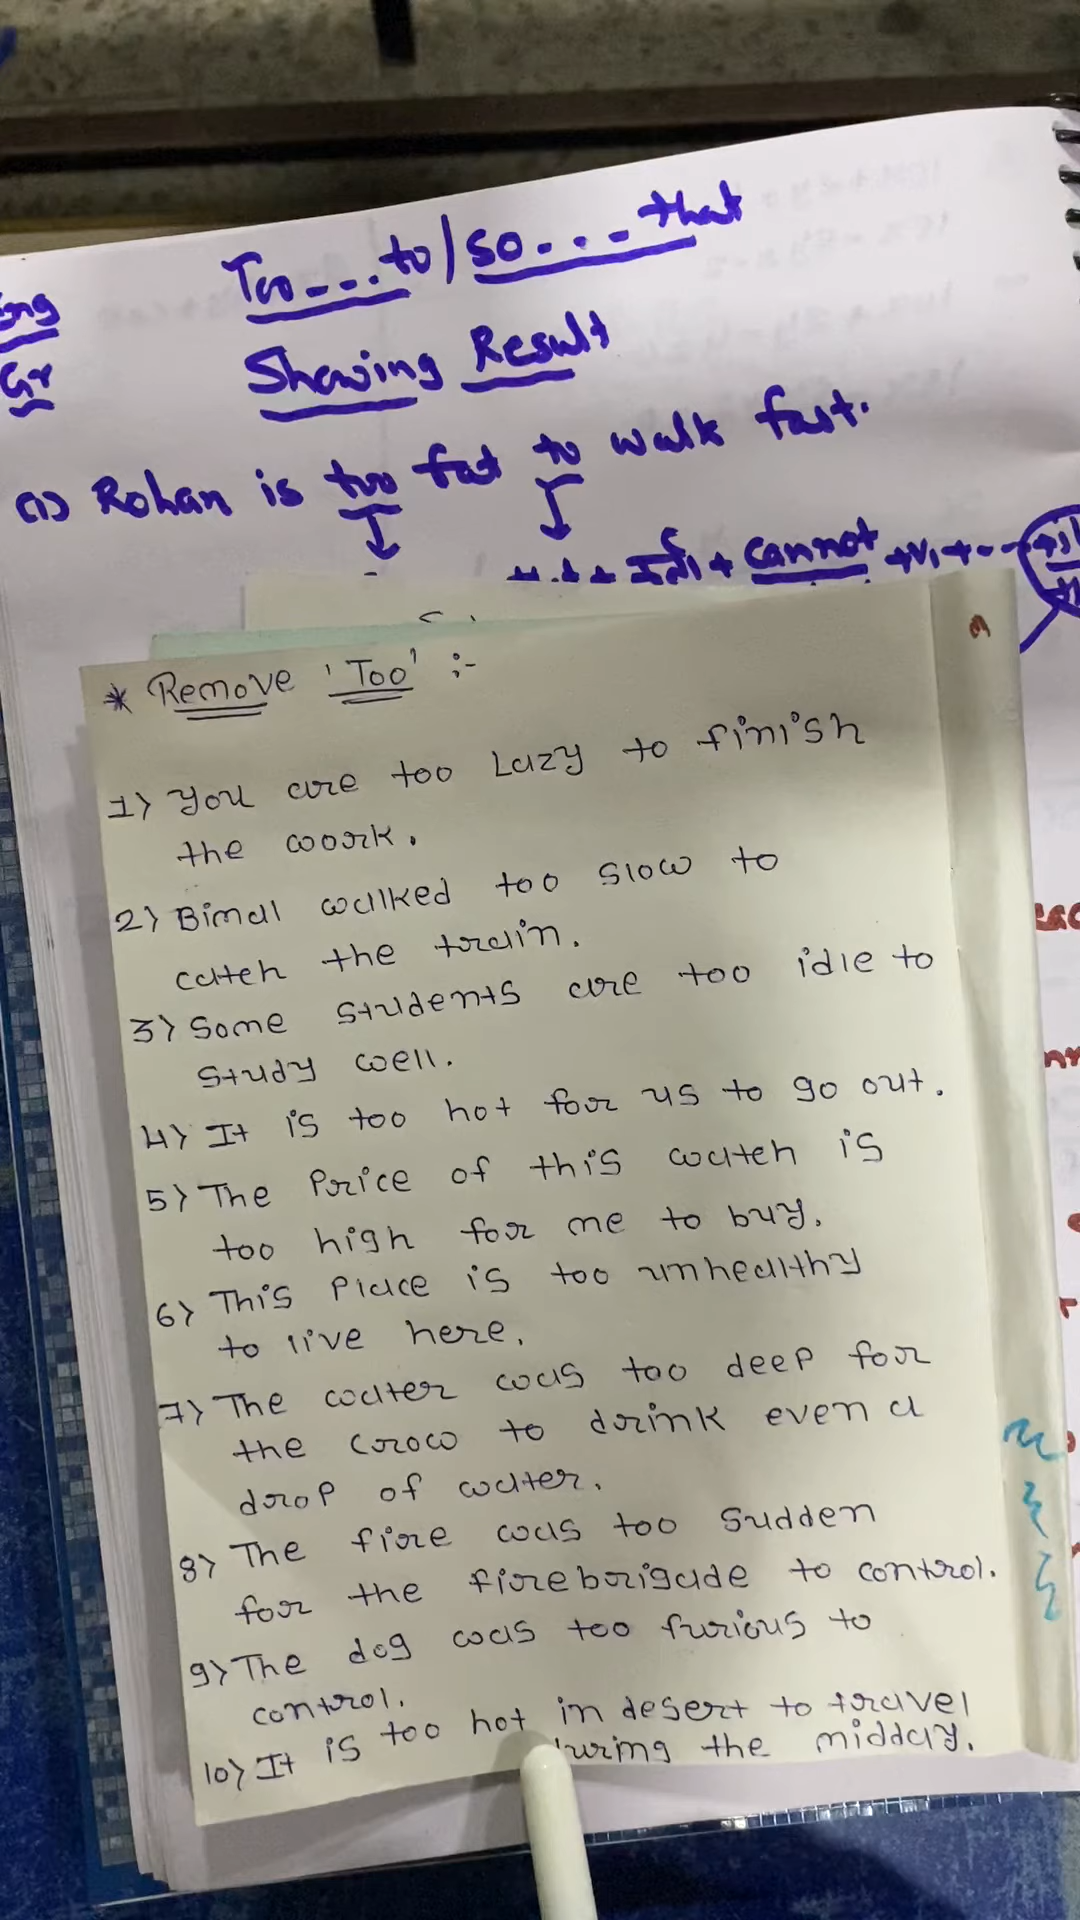 Eng
Gr
Too....to/so....that
Showing Result
(1) Rohan is too fat to walk fast.
+ cannot + V1 + ...
* Remove 'Too' :-
1) You are too Lazy to finish
the work.
2) Bimal walked too slow to
catch the train.
3) Some students are too idle to
study well.
4) It is too hot for us to go out.
5) The Price of this watch is
too high for me to buy.
6) This Place is too unhealthy
to live here.
7) The water was too deep for
the crow to drink even a
drop of water.
8) The fire was too sudden
for the firebrigade to control.
9) The dog was too furious to
control.
10) It is too hot in desert to travel
during the midday.